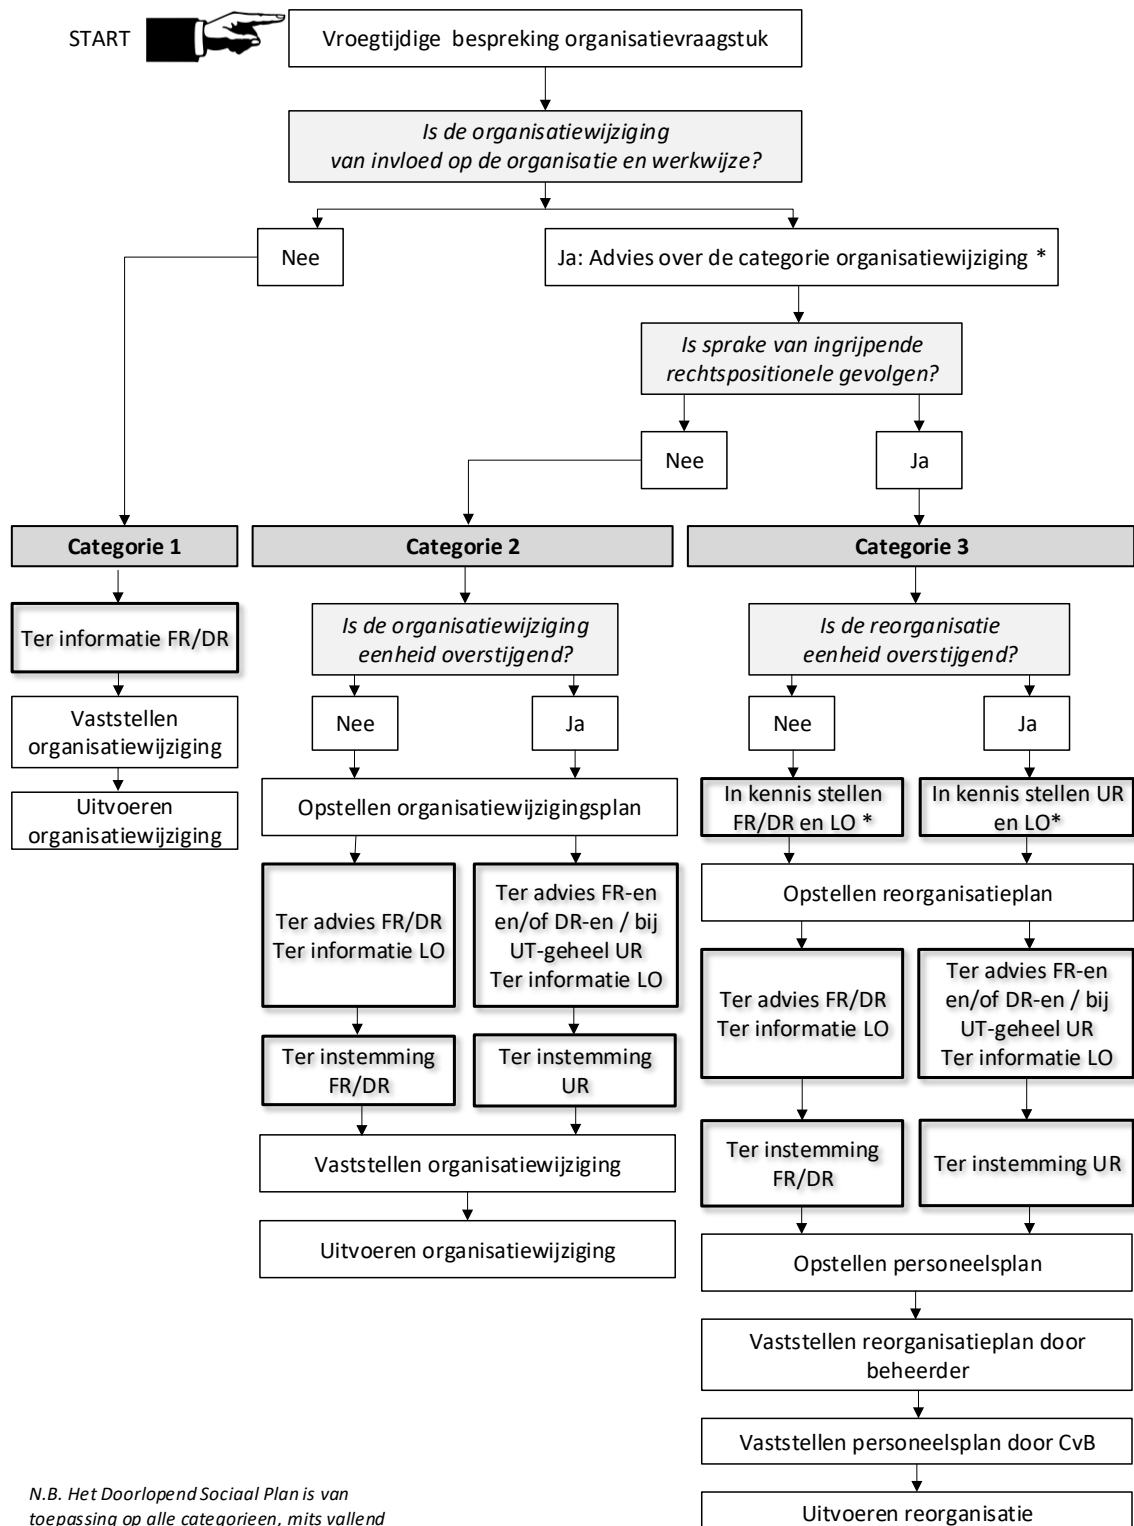 START
Vroegtijdige bespreking organisatievraagstuk
Is de organisatiewijziging
van invloed op de organisatie en werkwijze?
Nee
Ja: Advies over de categorie organisatiewijziging *
Is sprake van ingrijpende
rechtspositionele gevolgen?
Nee
Ja
Categorie 1
Categorie 2
Categorie 3
Ter informatie FR/DR
Vaststellen
organisatiewijziging
Uitvoeren
organisatiewijziging
Is de organisatiewijziging
eenheid overstijgend?
Nee
Ja
Opstellen organisatiewijzigingsplan
Ter advies FR/DR
Ter informatie LO
Ter advies FR-en
en/of DR-en / bij
UT-geheel UR
Ter informatie LO
Ter instemming
FR/DR
Ter instemming
UR
Vaststellen organisatiewijziging
Uitvoeren organisatiewijziging
Is de reorganisatie
eenheid overstijgend?
Nee
Ja
In kennis stellen
FR/DR en LO *
In kennis stellen UR
en LO*
Opstellen reorganisatieplan
Ter advies FR/DR
Ter informatie LO
Ter advies FR-en
en/of DR-en / bij
UT-geheel UR
Ter informatie LO
Ter instemming
FR/DR
Ter instemming UR
Opstellen personeelsplan
Vaststellen reorganisatieplan door
beheerder
Vaststellen personeelsplan door CvB
Uitvoeren reorganisatie
N.B. Het Doorlopend Sociaal Plan is van
toepassing op alle categorieen, mits vallend